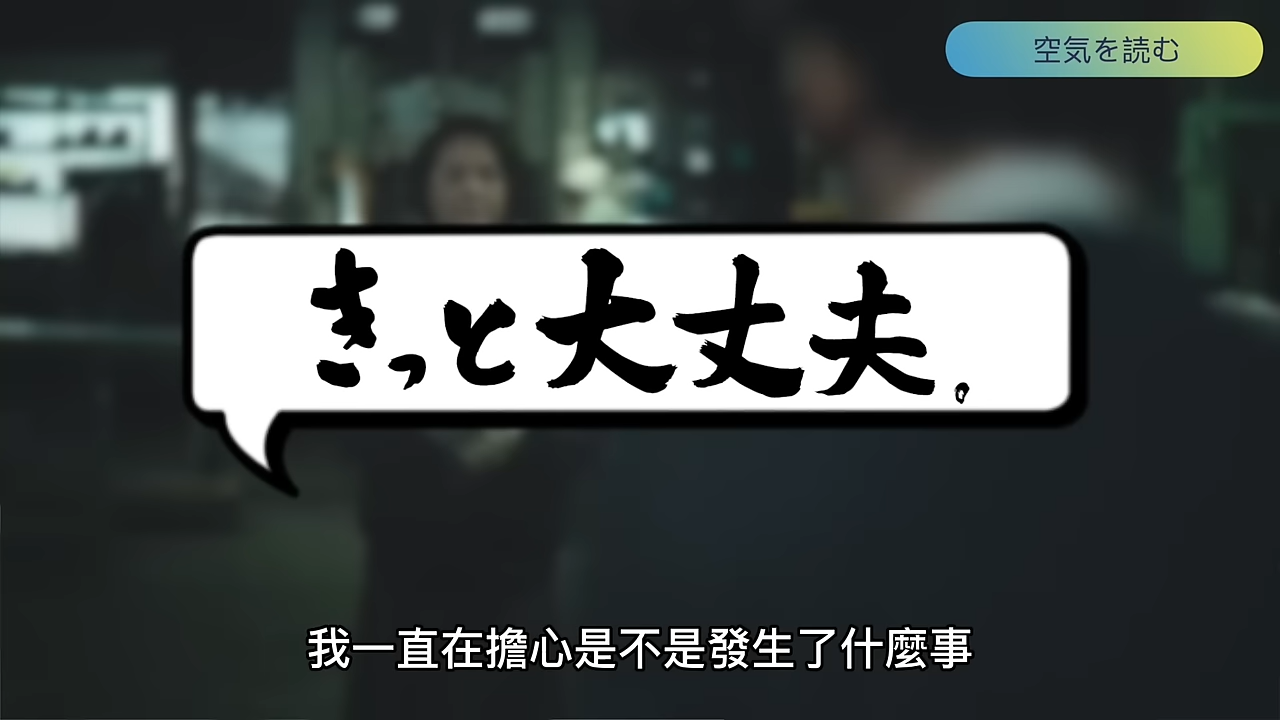 空気を読む
きっと大丈夫。
我一直在擔心是不是發生了什麼事